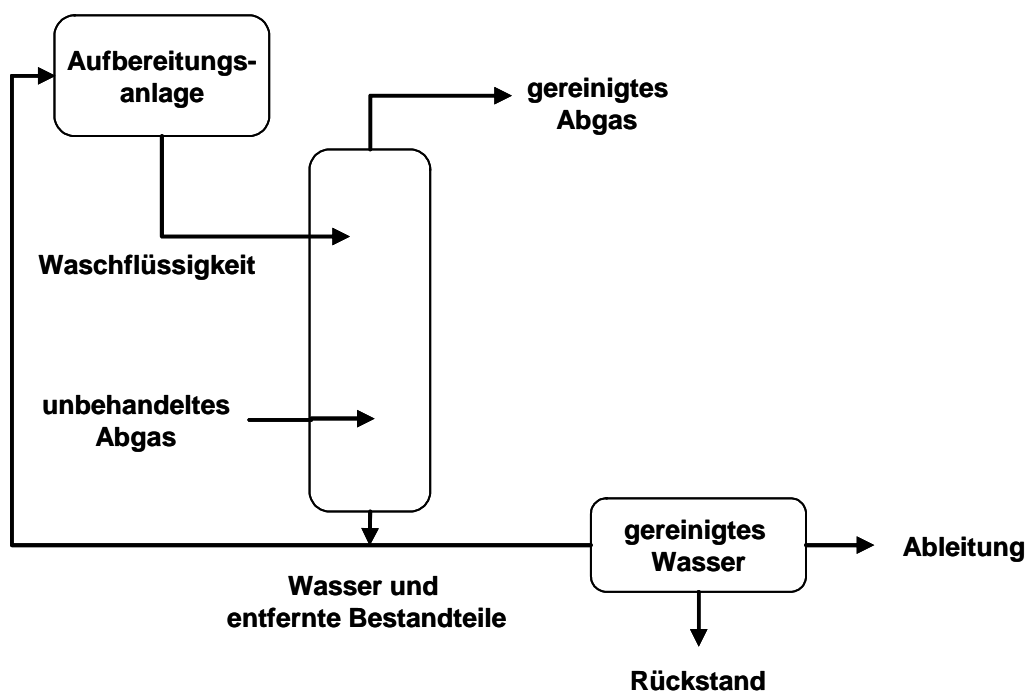 Aufbereitungs-
anlage
gereinigtes
Abgas
Waschflüssigkeit
unbehandeltes
Abgas
gereinigtes
Wasser
Ableitung
Wasser und
entfernte Bestandteile
Rückstand